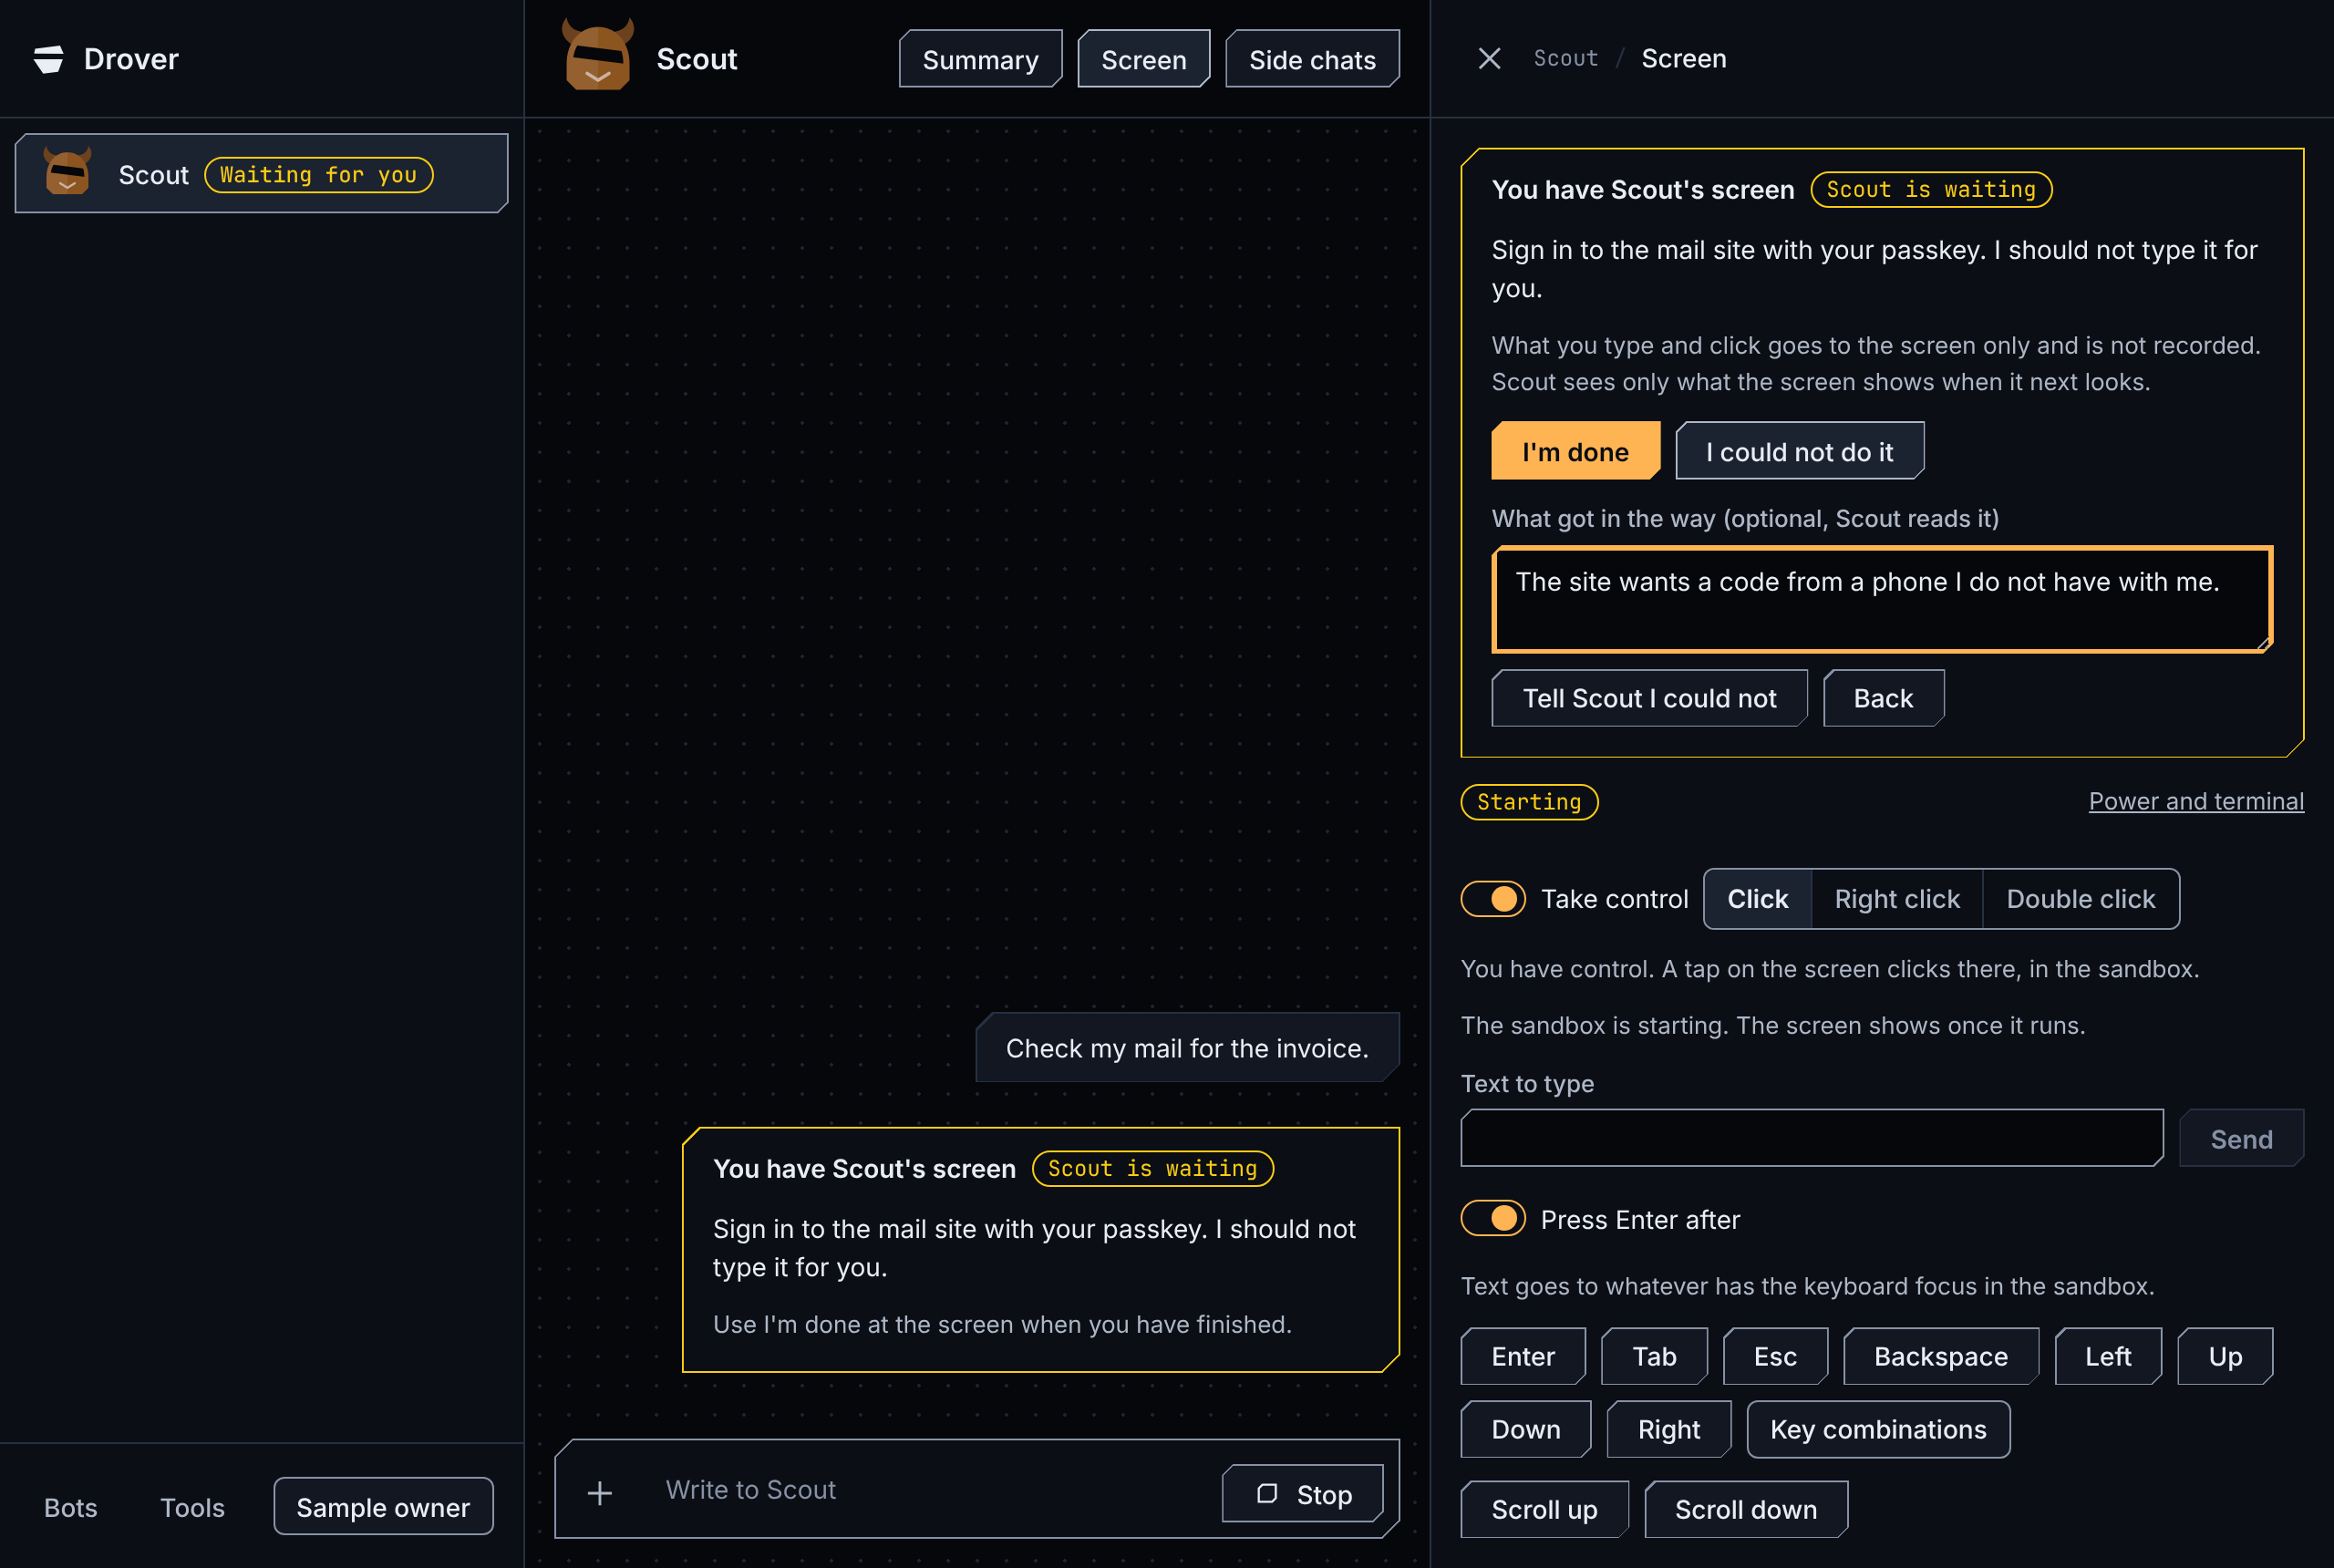 Drover
Scout Waiting for you
Bots Tools Sample owner
Scout Summary Screen Side chats
Check my mail for the invoice.
You have Scout's screen Scout is waiting
Sign in to the mail site with your passkey. I should not
type it for you.
Use I'm done at the screen when you have finished.
Write to Scout Stop
Scout / Screen
You have Scout's screen Scout is waiting
Sign in to the mail site with your passkey. I should not type it for
you.
What you type and click goes to the screen only and is not recorded.
Scout sees only what the screen shows when it next looks.
I'm done I could not do it
What got in the way (optional, Scout reads it)
The site wants a code from a phone I do not have with me.
Tell Scout I could not Back
Starting Power and terminal
Take control Click Right click Double click
You have control. A tap on the screen clicks there, in the sandbox.
The sandbox is starting. The screen shows once it runs.
Text to type
Send
Press Enter after
Text goes to whatever has the keyboard focus in the sandbox.
Enter Tab Esc Backspace Left Up
Down Right Key combinations
Scroll up Scroll down